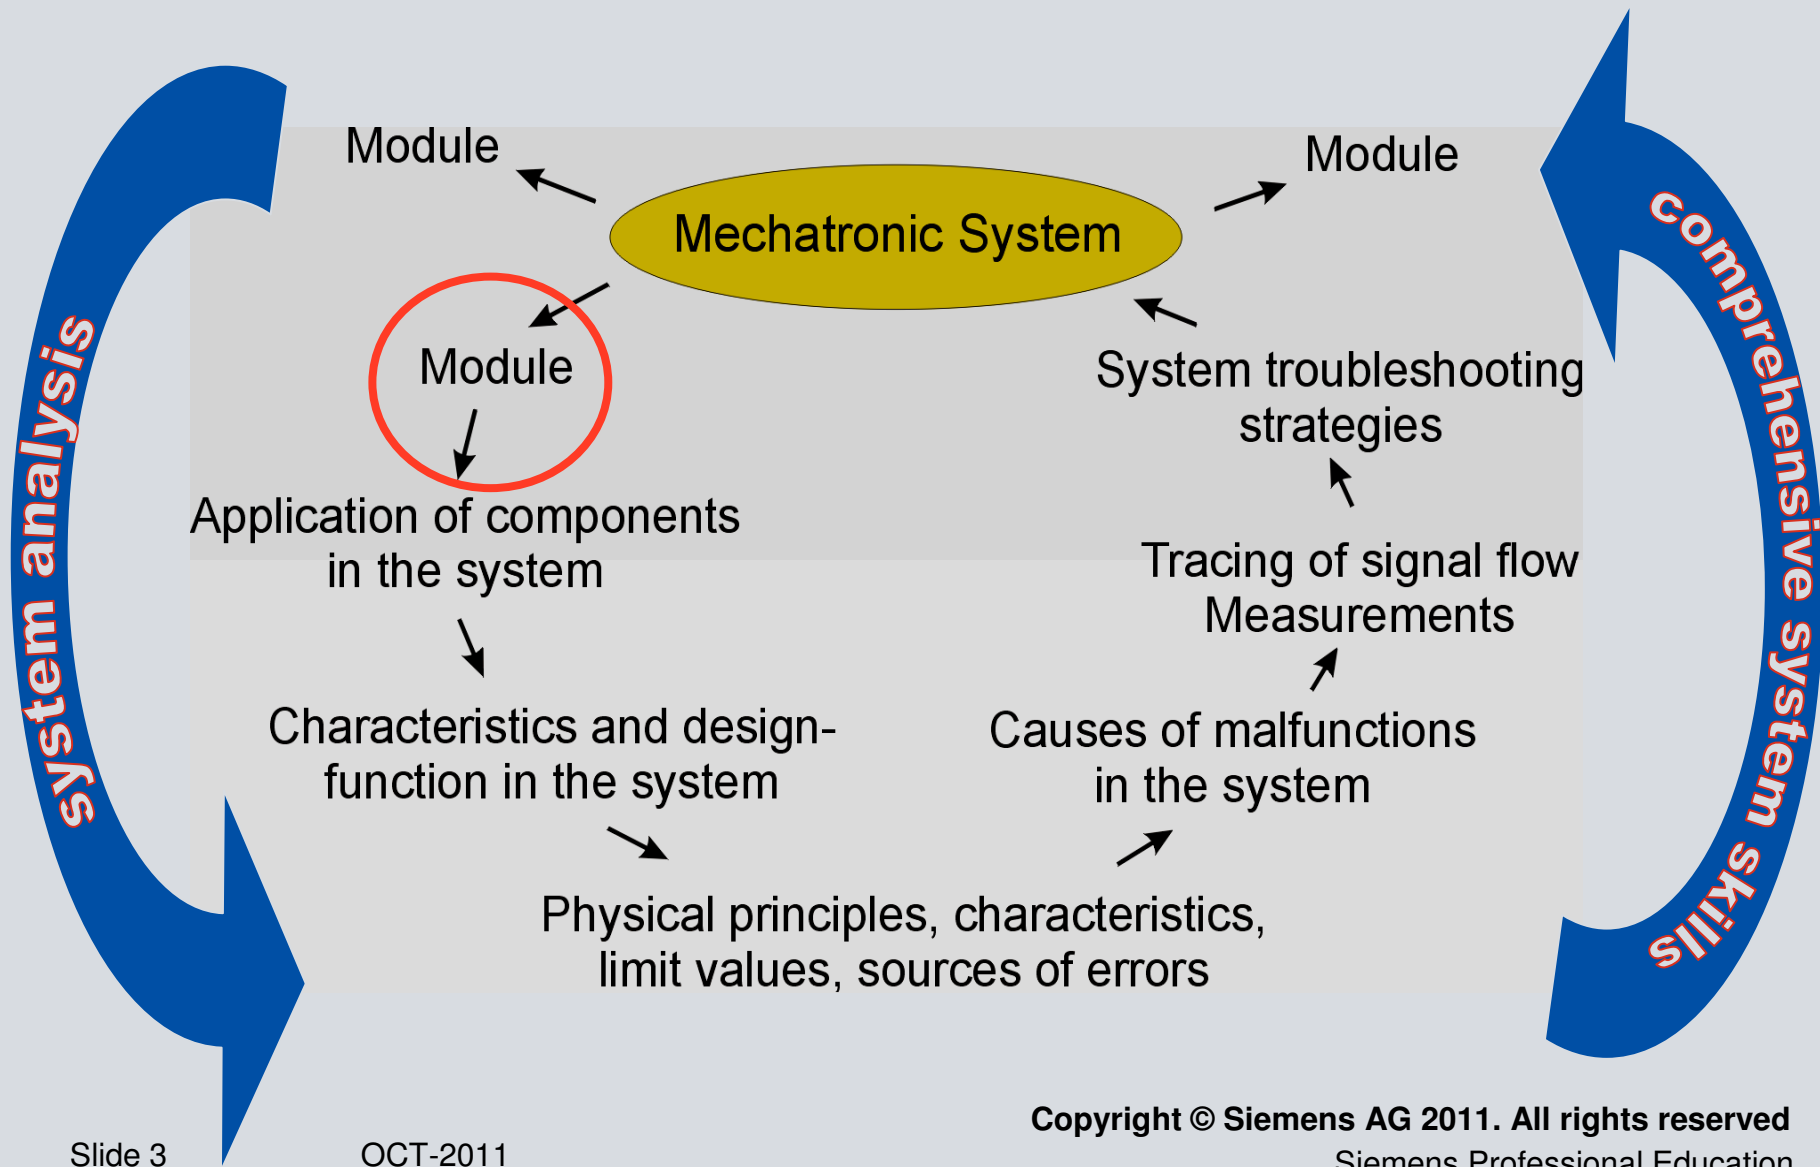 Module
Module
Mechatronic System
Module
System troubleshooting
strategies
Application of components
in the system
Tracing of signal flow
Measurements
Characteristics and design-
function in the system
Causes of malfunctions
in the system
Physical principles, characteristics,
limit values, sources of errors
system analysis
comprehensive system skills
Copyright © Siemens AG 2011. All rights reserved
Slide 3
OCT-2011
Siemens Professional Education